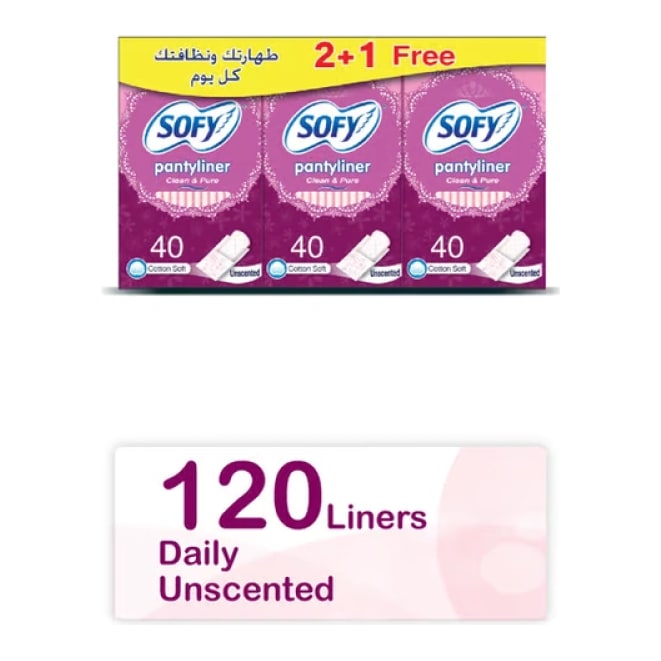 طهارتك ونظافتك
كل يوم
2+1 Free
SOFY SOFY SOFY
pantyliner pantyliner pantyliner
Clean & Pure Clean & Pure Clean & Pure
40 40 40
Cotton Soft Unscented Cotton Soft Unscented Cotton Soft Unscented
120 Liners
Daily
Unscented